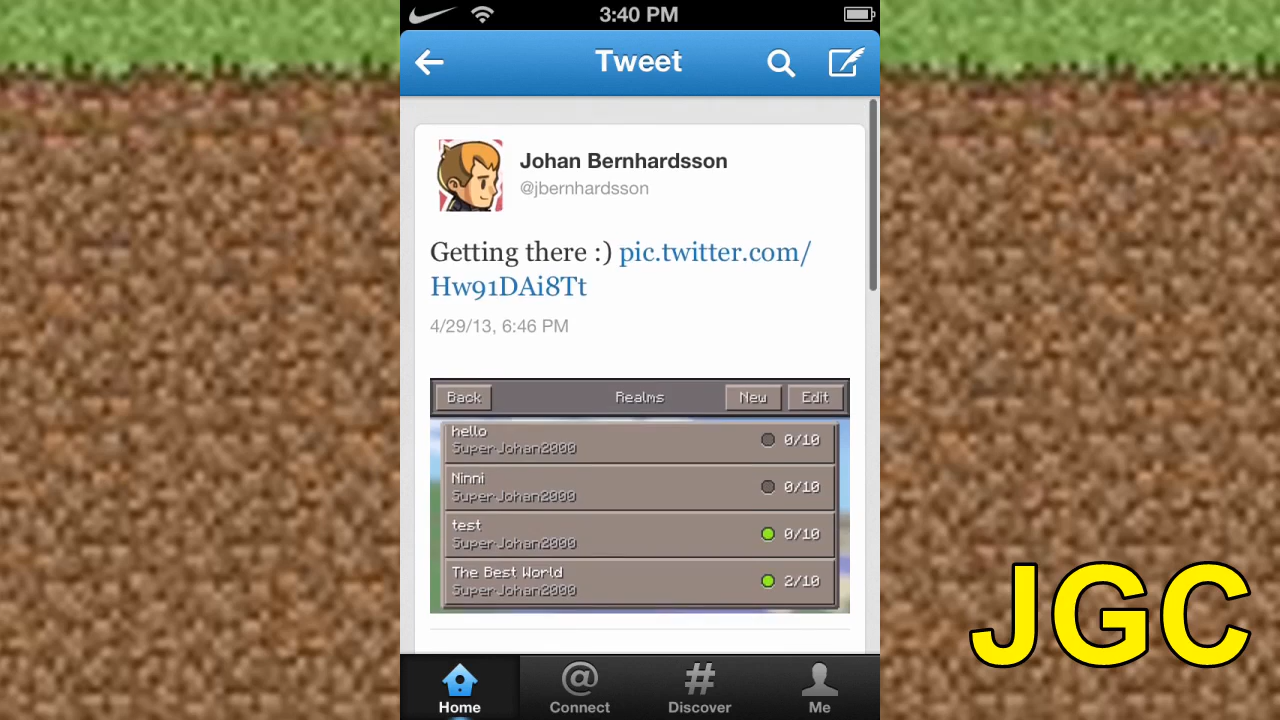 3:40 PM
Tweet
Johan Bernhardsson
@jbernhardsson
Getting there :) pic.twitter.com/
Hw91DAi8Tt
4/29/13, 6:46 PM
Back Realms New Edit
hello
Super-Johan2000 0/10
Ninni
Super-Johan2000 0/10
test
Super-Johan2000 0/10
The Best World
Super-Johan2000 2/10
JGC
Home Connect Discover Me